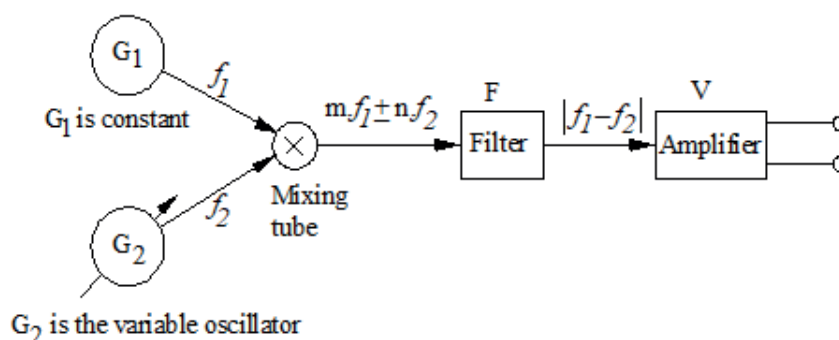 G1
f1
G1 is constant
m.f1±n.f2
F
Filter
|f1–f2|
V
Amplifier
×
Mixing
tube
f2
G2
G2 is the variable oscillator